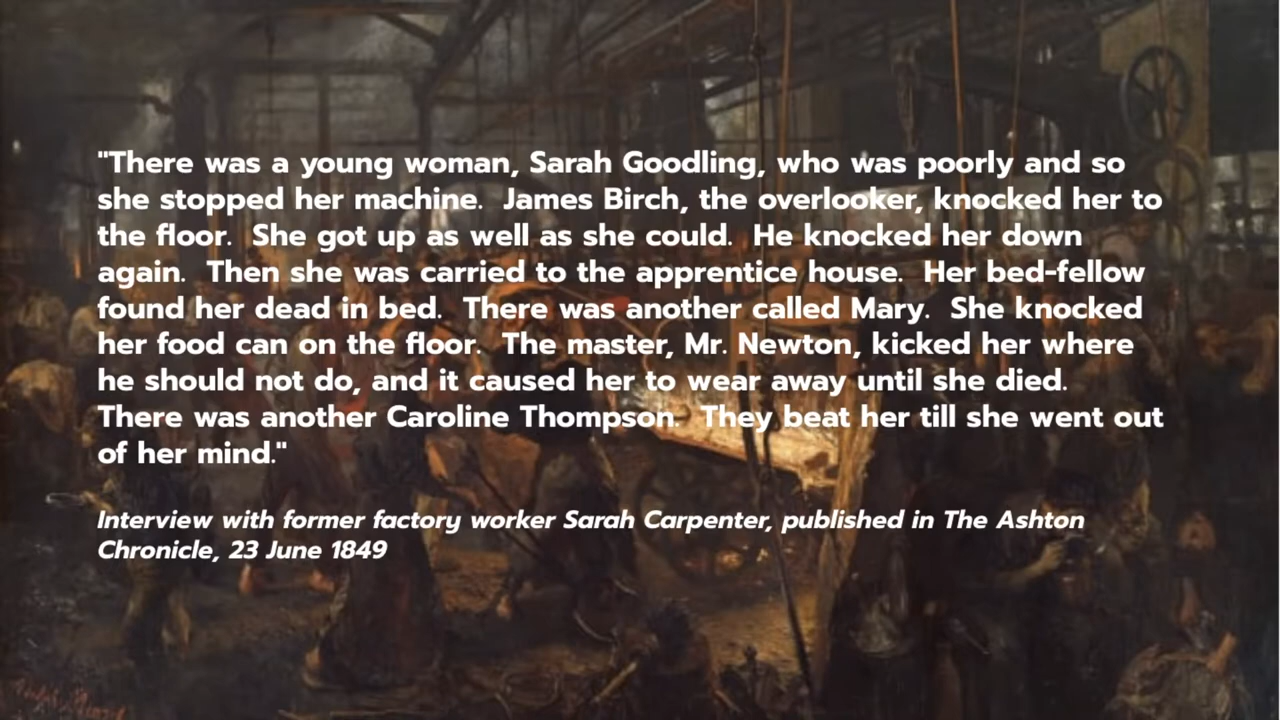 "There was a young woman, Sarah Goodling, who was poorly and so
she stopped her machine.  James Birch, the overlooker, knocked her to
the floor.  She got up as well as she could.  He knocked her down
again.  Then she was carried to the apprentice house.  Her bed-fellow
found her dead in bed.  There was another called Mary.  She knocked
her food can on the floor.  The master, Mr. Newton, kicked her where
he should not do, and it caused her to wear away until she died.
There was another Caroline Thompson.  They beat her till she went out
of her mind."
Interview with former factory worker Sarah Carpenter, published in The Ashton
Chronicle, 23 June 1849